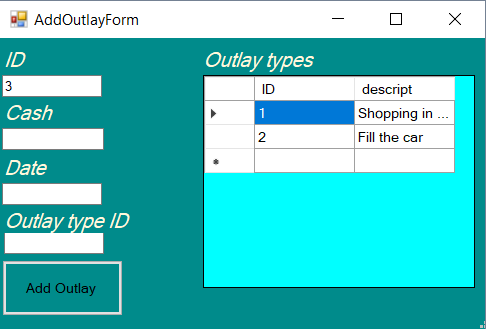 AddOutlayForm
ID
3
Cash
Date
Outlay type ID
Add Outlay
Outlay types
ID descript
1 Shopping in ...
2 Fill the car
*